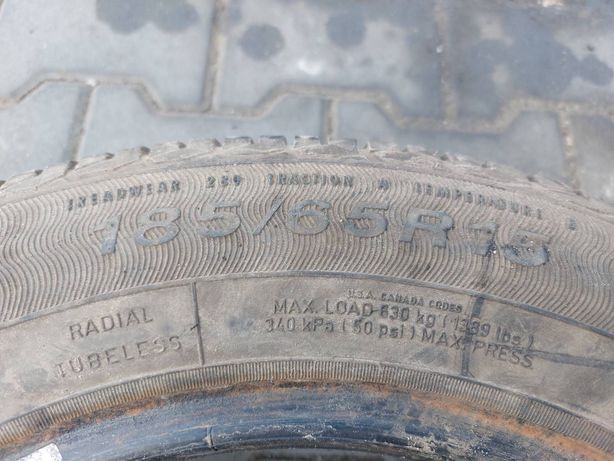 TREADWEAR 280 TRACTION A TEMPERATURE
185/65R15
RADIAL
TUBELESS
U.S.A. CANADA CODES
MAX. LOAD 630 kg (1389 lbs)
340 kPa (50 psi) MAX. PRESS